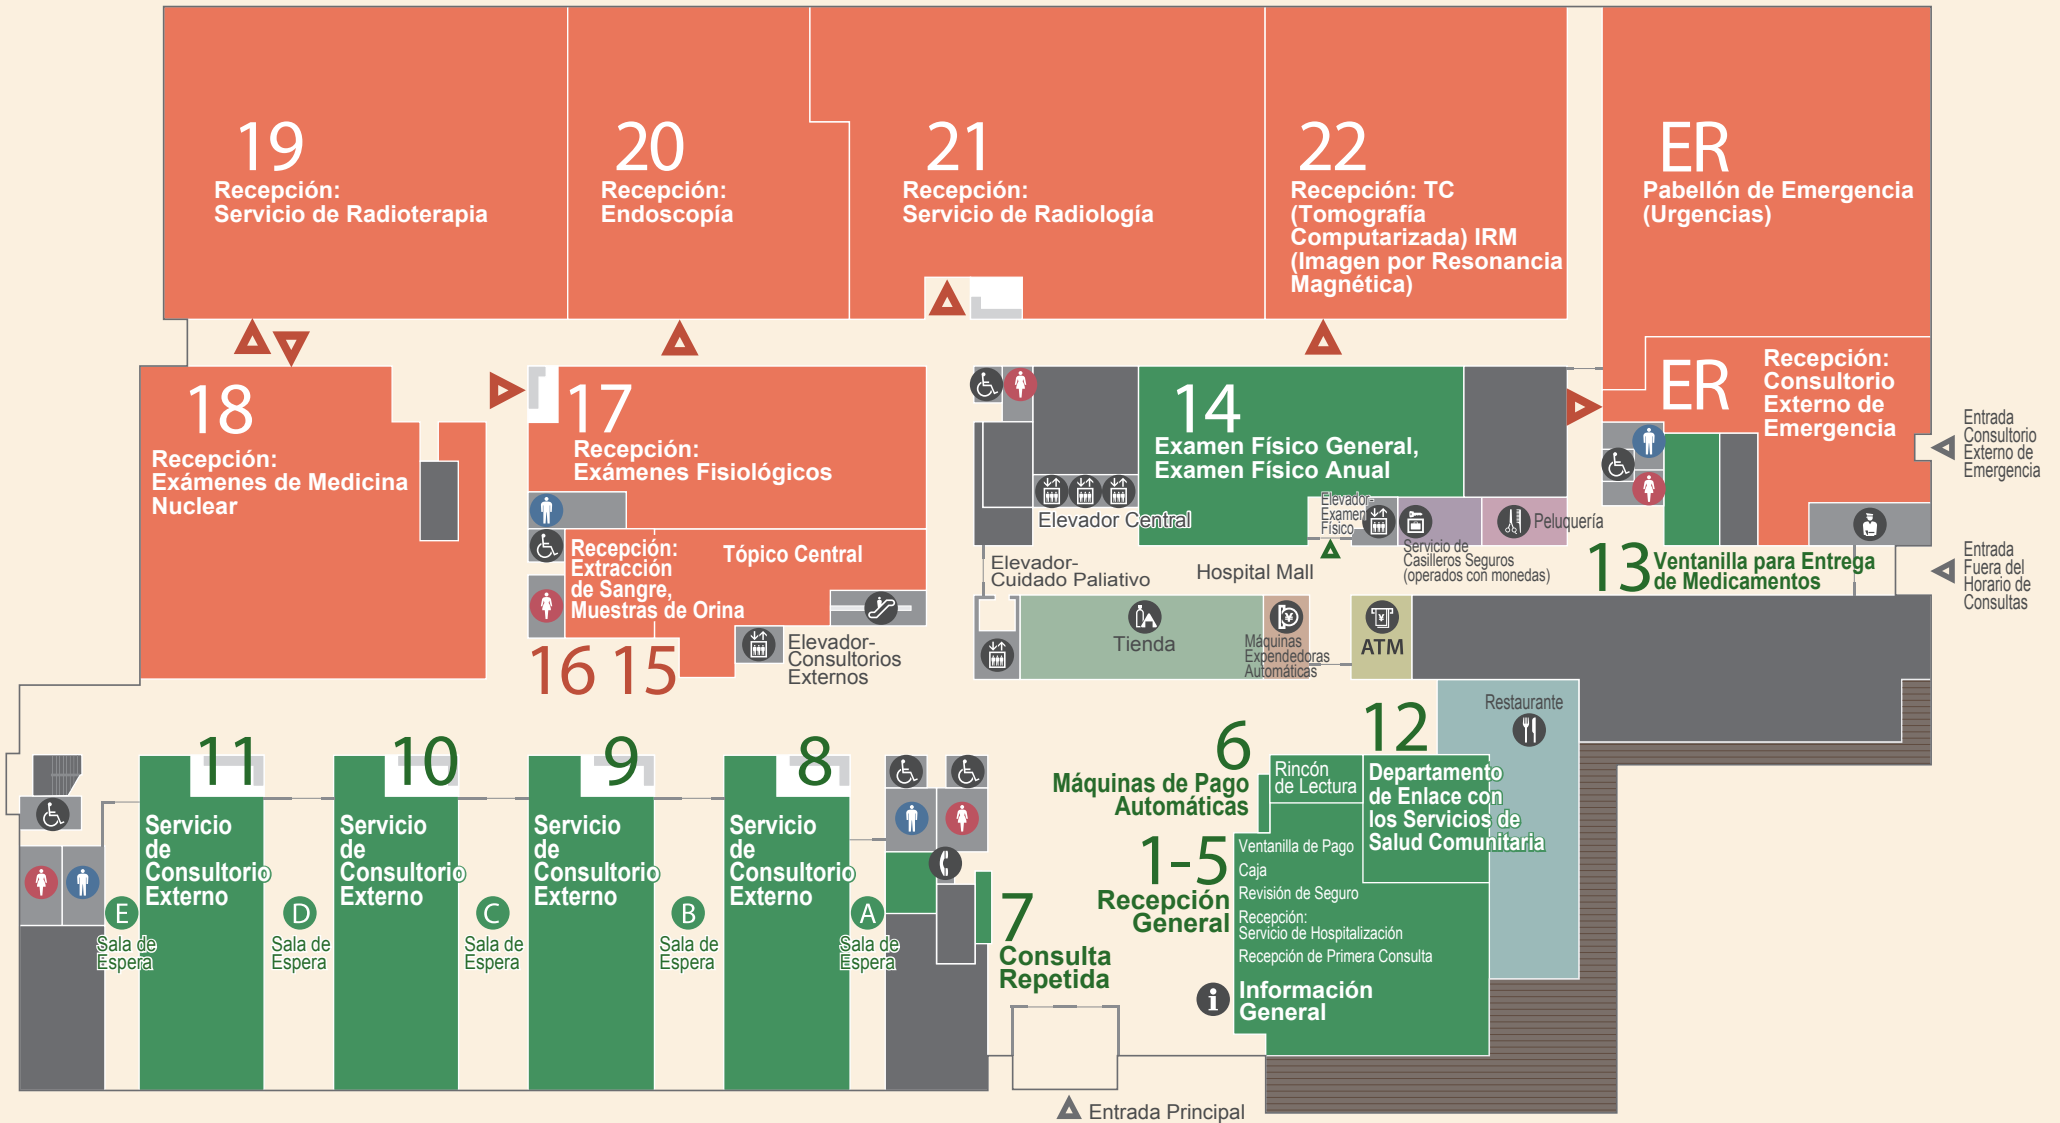 19
Recepción:
Servicio de Radioterapia
20
Recepción:
Endoscopía
21
Recepción:
Servicio de Radiología
22
Recepción: TC
(Tomografía
Computarizada) IRM
(Imagen por Resonancia
Magnética)
ER
Pabellón de Emergencia
(Urgencias)
18
Recepción:
Exámenes de Medicina
Nuclear
17
Recepción:
Exámenes Fisiológicos
14
Examen Físico General,
Examen Físico Anual
ER
Recepción:
Consultorio
Externo de
Emergencia
Entrada
Consultorio
Externo de
Emergencia
Elevador Central
Elevador-
Examen
Físico
Servicio de
Casilleros Seguros
(operados con monedas)
Peluquería
Recepción:
Extracción
de Sangre,
Muestras de Orina
Tópico Central
16
15
Elevador-
Consultorios
Externos
Elevador-
Cuidado Paliativo
Hospital Mall
13
Ventanilla para Entrega
de Medicamentos
Entrada
Fuera del
Horario de
Consultas
Tienda
Máquinas
Expendedoras
Automáticas
ATM
Restaurante
11
Servicio
de
Consultorio
Externo
10
Servicio
de
Consultorio
Externo
9
Servicio
de
Consultorio
Externo
8
Servicio
de
Consultorio
Externo
E
Sala de
Espera
D
Sala de
Espera
C
Sala de
Espera
B
Sala de
Espera
A
Sala de
Espera
7
Consulta
Repetida
6
Máquinas de Pago
Automáticas
Rincón
de Lectura
12
Departamento
de Enlace con
los Servicios de
Salud Comunitaria
1-5
Recepción
General
Ventanilla de Pago
Caja
Revisión de Seguro
Recepción:
Servicio de Hospitalización
Recepción de Primera Consulta
i
Información
General
Entrada Principal